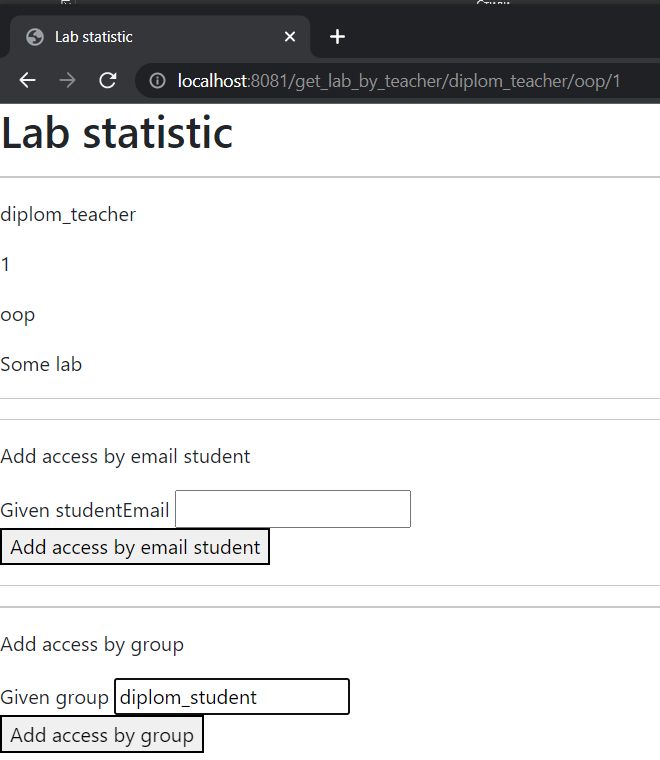 Стили
Lab statistic
localhost:8081/get_lab_by_teacher/diplom_teacher/oop/1
Lab statistic
diplom_teacher
1
oop
Some lab
Add access by email student
Given studentEmail
Add access by email student
Add access by group
Given group diplom_student
Add access by group